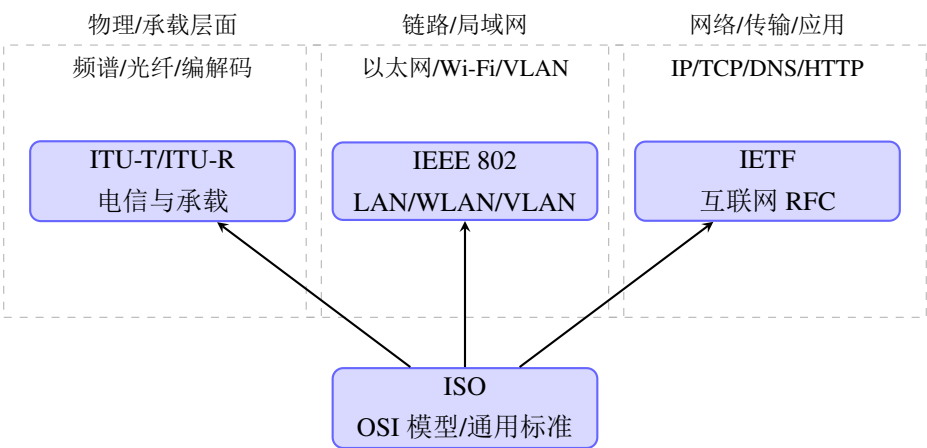 物理/承载层面
链路/局域网
网络/传输/应用
频谱/光纤/编解码
以太网/Wi-Fi/VLAN
IP/TCP/DNS/HTTP
ITU-T/ITU-R
电信与承载
IEEE 802
LAN/WLAN/VLAN
IETF
互联网 RFC
ISO
OSI 模型/通用标准